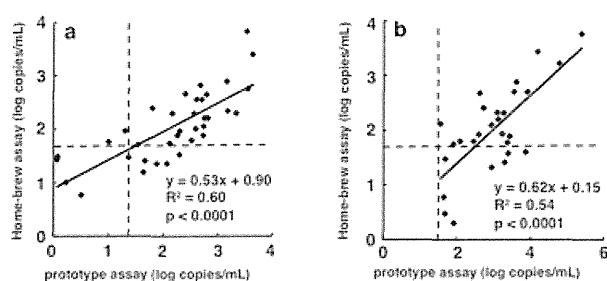 a
Home-brew assay (log copies/mL)
4
3
2
1
0
y = 0.53x + 0.90
R² = 0.60
p < 0.0001
0 1 2 3 4
prototype assay (log copies/mL)
b
Home-brew assay (log copies/mL)
4
3
2
1
0
y = 0.62x + 0.15
R² = 0.54
p < 0.0001
0 2 4 6
prototype assay (log copies/mL)